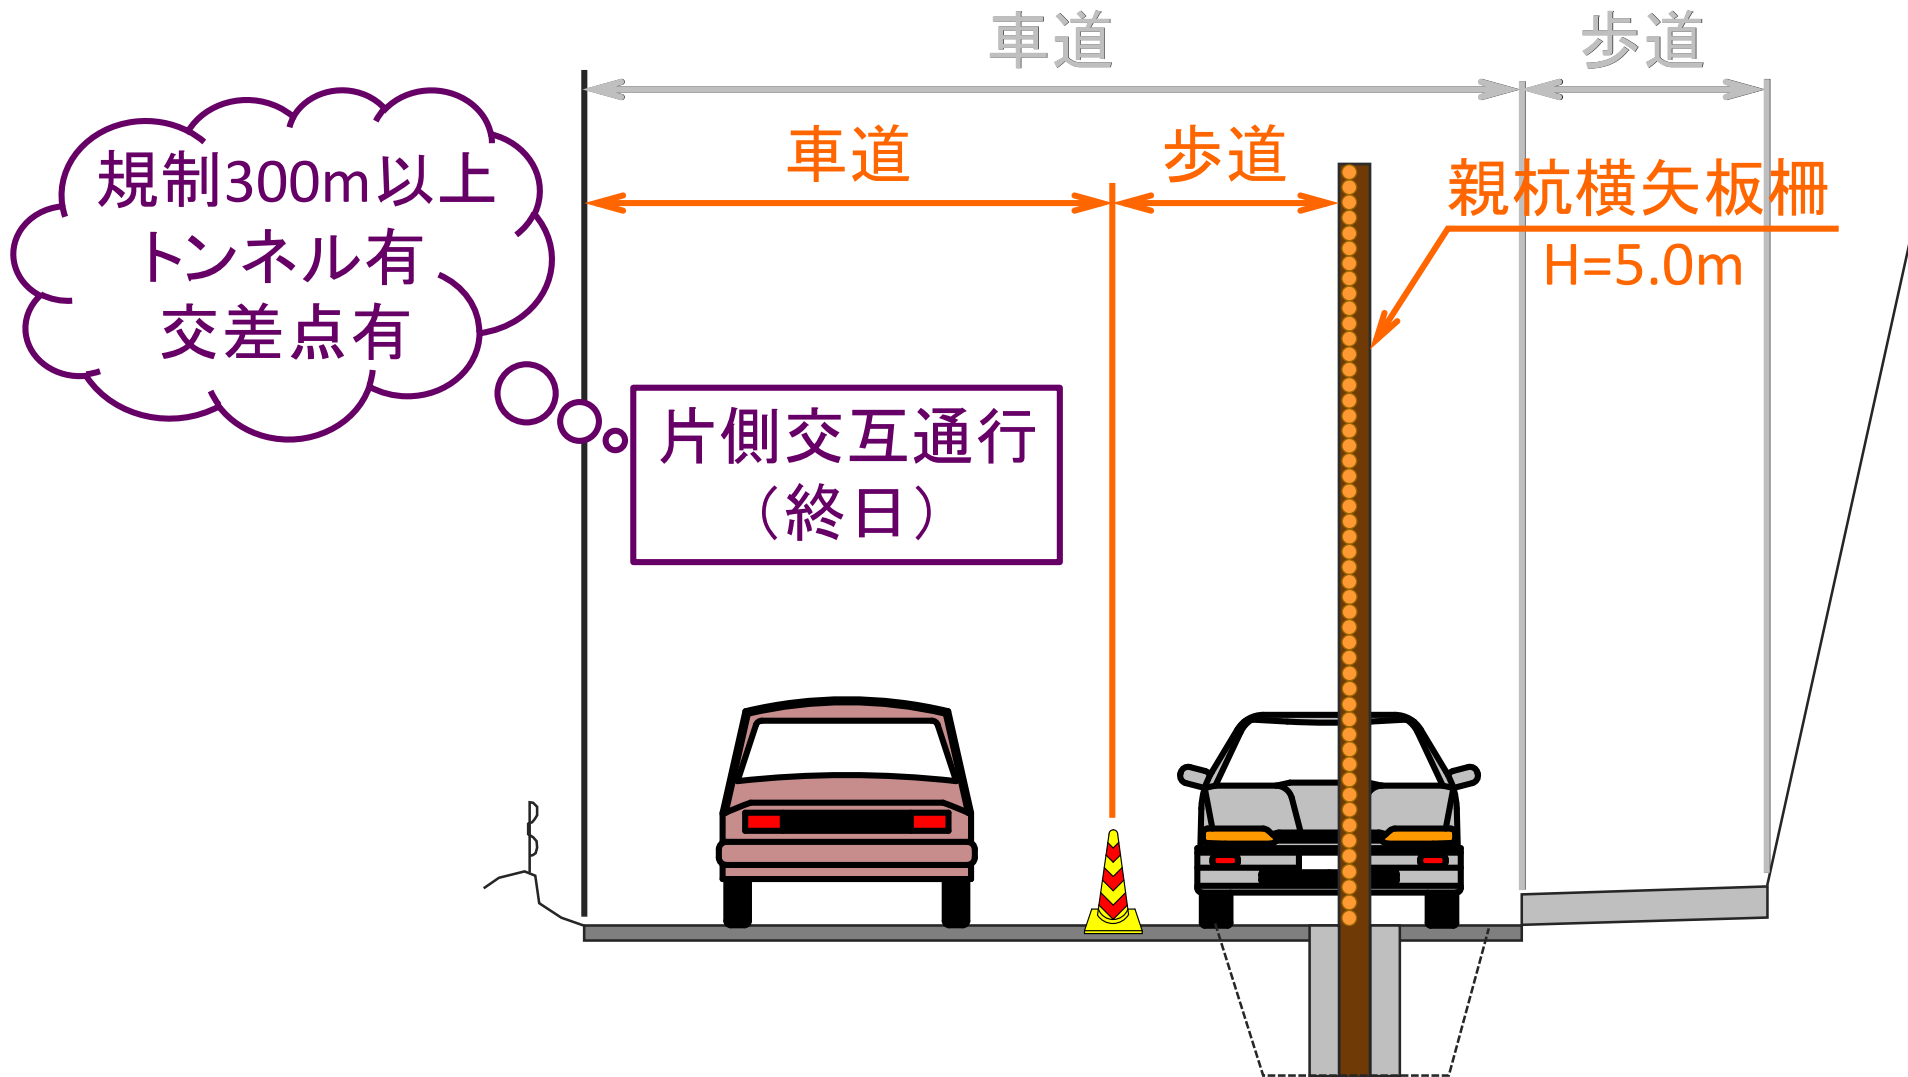 車道
歩道
車道
歩道
規制300m以上
トンネル有
交差点有
親杭横矢板柵
H=5.0m
片側交互通行
（終日）